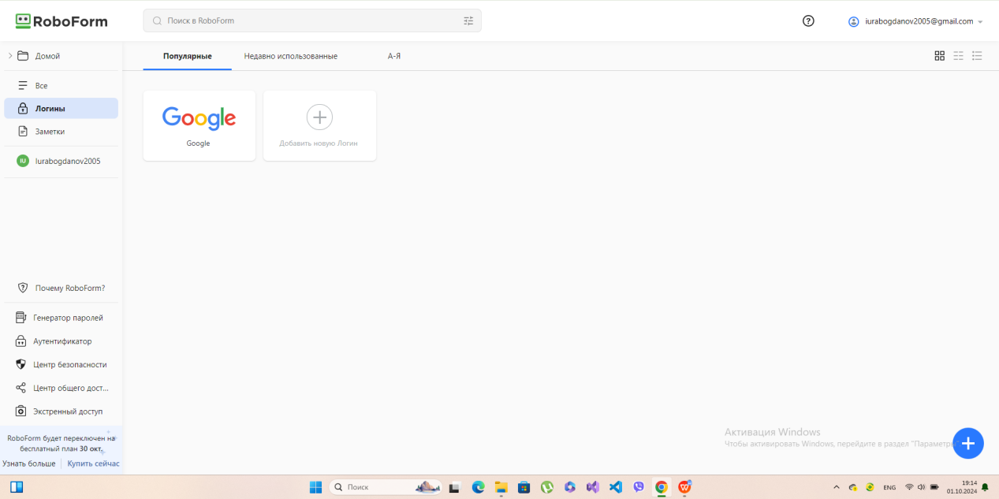 RoboForm
Поиск в RoboForm
iurabogdanov2005@gmail.com
Домой
Популярные
Недавно использованные
А-Я
Все
Логины
Заметки
IU
Iurabogdanov2005
Google
Google
Добавить новую Логин
Почему RoboForm?
Генератор паролей
Аутентификатор
Центр безопасности
Центр общего дост...
Экстренный доступ
RoboForm будет переключен на
бесплатный план 30 окт.
Узнать больше
Купить сейчас
Активация Windows
Чтобы активировать Windows, перейдите в раздел "Параметры
Поиск
ENG
19:14
01.10.2024